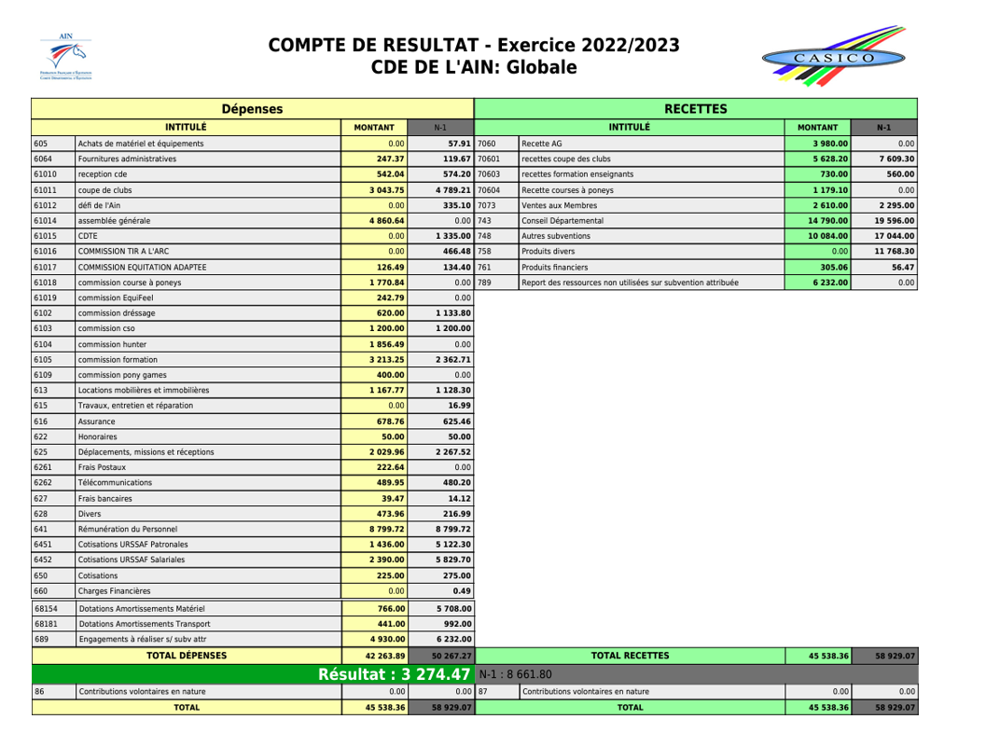 AIN
FÉDÉRATION FRANÇAISE D'ÉQUITATION
COMITÉ DÉPARTEMENTAL D'ÉQUITATION
COMPTE DE RESULTAT - Exercice 2022/2023
CDE DE L'AIN: Globale
CASICO
Dépenses RECETTES
INTITULÉ MONTANT N-1 INTITULÉ MONTANT N-1
605 Achats de matériel et équipements 0.00 57.91 7060 Recette AG 3 980.00 0.00
6064 Fournitures administratives 247.37 119.67 70601 recettes coupe des clubs 5 628.20 7 609.30
61010 reception cde 542.04 574.20 70603 recettes formation enseignants 730.00 560.00
61011 coupe de clubs 3 043.75 4 789.21 70604 Recette courses à poneys 1 179.10 0.00
61012 défi de l'Ain 0.00 335.10 7073 Ventes aux Membres 2 610.00 2 295.00
61014 assemblée générale 4 860.64 0.00 743 Conseil Départemental 14 790.00 19 596.00
61015 CDTE 0.00 1 335.00 748 Autres subventions 10 084.00 17 044.00
61016 COMMISSION TIR A L'ARC 0.00 466.48 758 Produits divers 0.00 11 768.30
61017 COMMISSION EQUITATION ADAPTEE 126.49 134.40 761 Produits financiers 305.06 56.47
61018 commission course à poneys 1 770.84 0.00 789 Report des ressources non utilisées sur subvention attribuée 6 232.00 0.00
61019 commission EquiFeel 242.79 0.00
6102 commission dréssage 620.00 1 133.80
6103 commission cso 1 200.00 1 200.00
6104 commission hunter 1 856.49 0.00
6105 commission formation 3 213.25 2 362.71
6109 commission pony games 400.00 0.00
613 Locations mobilières et immobilières 1 167.77 1 128.30
615 Travaux, entretien et réparation 0.00 16.99
616 Assurance 678.76 625.46
622 Honoraires 50.00 50.00
625 Déplacements, missions et réceptions 2 029.96 2 267.52
6261 Frais Postaux 222.64 0.00
6262 Télécommunications 489.95 480.20
627 Frais bancaires 39.47 14.12
628 Divers 473.96 216.99
641 Rémunération du Personnel 8 799.72 8 799.72
6451 Cotisations URSSAF Patronales 1 436.00 5 122.30
6452 Cotisations URSSAF Salariales 2 390.00 5 829.70
650 Cotisations 225.00 275.00
660 Charges Financières 0.00 0.49
68154 Dotations Amortissements Matériel 766.00 5 708.00
68181 Dotations Amortissements Transport 441.00 992.00
689 Engagements à réaliser s/ subv attr 4 930.00 6 232.00
TOTAL DÉPENSES 42 263.89 50 267.27 TOTAL RECETTES 45 538.36 58 929.07
Résultat : 3 274.47 N-1 : 8 661.80
86 Contributions volontaires en nature 0.00 0.00 87 Contributions volontaires en nature 0.00 0.00
TOTAL 45 538.36 58 929.07 TOTAL 45 538.36 58 929.07